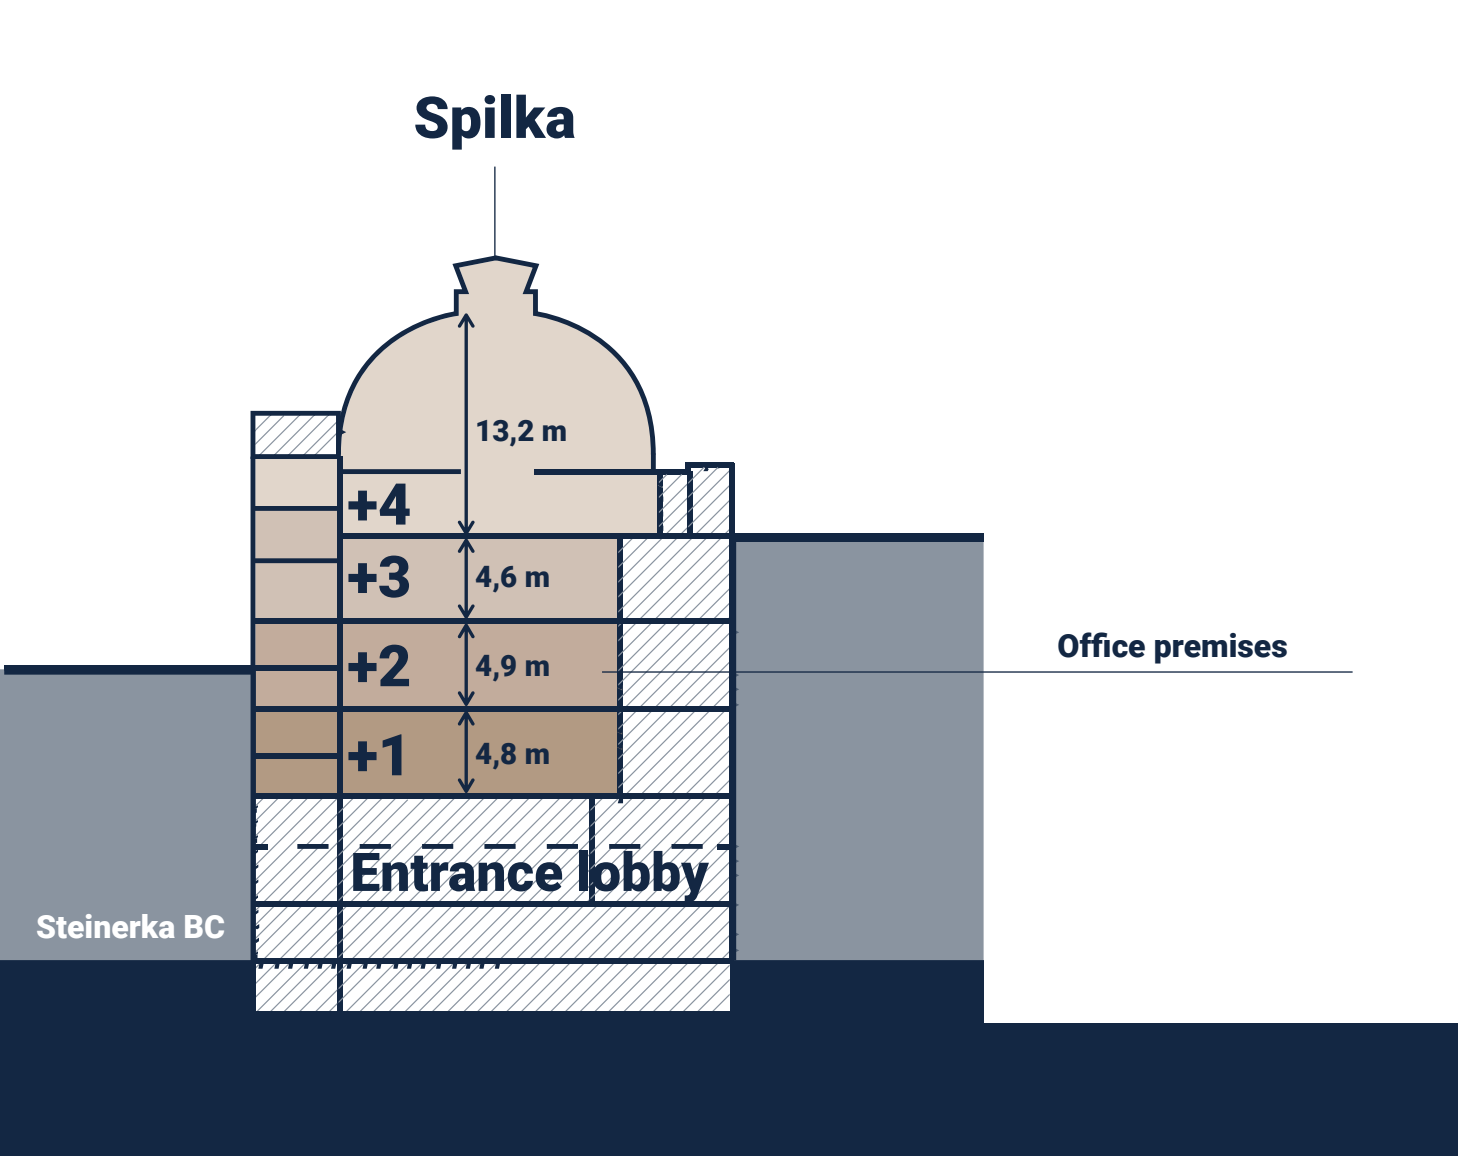 Spilka
13,2 m
+4
+3
4,6 m
Office premises
+2
4,9 m
+1
4,8 m
Entrance lobby
Steinerka BC